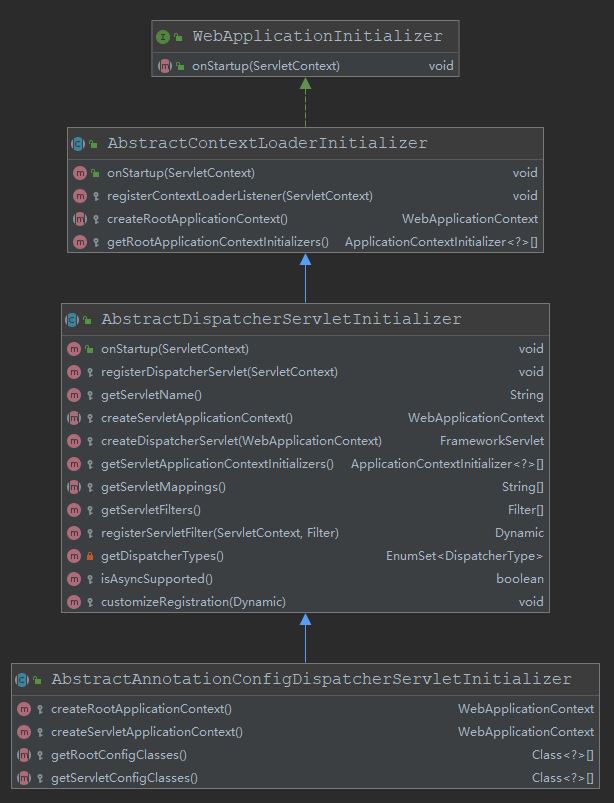 WebApplicationInitializer
onStartup(ServletContext) void
AbstractContextLoaderInitializer
onStartup(ServletContext) void
registerContextLoaderListener(ServletContext) void
createRootApplicationContext() WebApplicationContext
getRootApplicationContextInitializers() ApplicationContextInitializer<?>[]
AbstractDispatcherServletInitializer
onStartup(ServletContext) void
registerDispatcherServlet(ServletContext) void
getServletName() String
createServletApplicationContext() WebApplicationContext
createDispatcherServlet(WebApplicationContext) FrameworkServlet
getServletApplicationContextInitializers() ApplicationContextInitializer<?>[]
getServletMappings() String[]
getServletFilters() Filter[]
registerServletFilter(ServletContext, Filter) Dynamic
getDispatcherTypes() EnumSet<DispatcherType>
isAsyncSupported() boolean
customizeRegistration(Dynamic) void
AbstractAnnotationConfigDispatcherServletInitializer
createRootApplicationContext() WebApplicationContext
createServletApplicationContext() WebApplicationContext
getRootConfigClasses() Class<?>[]
getServletConfigClasses() Class<?>[]